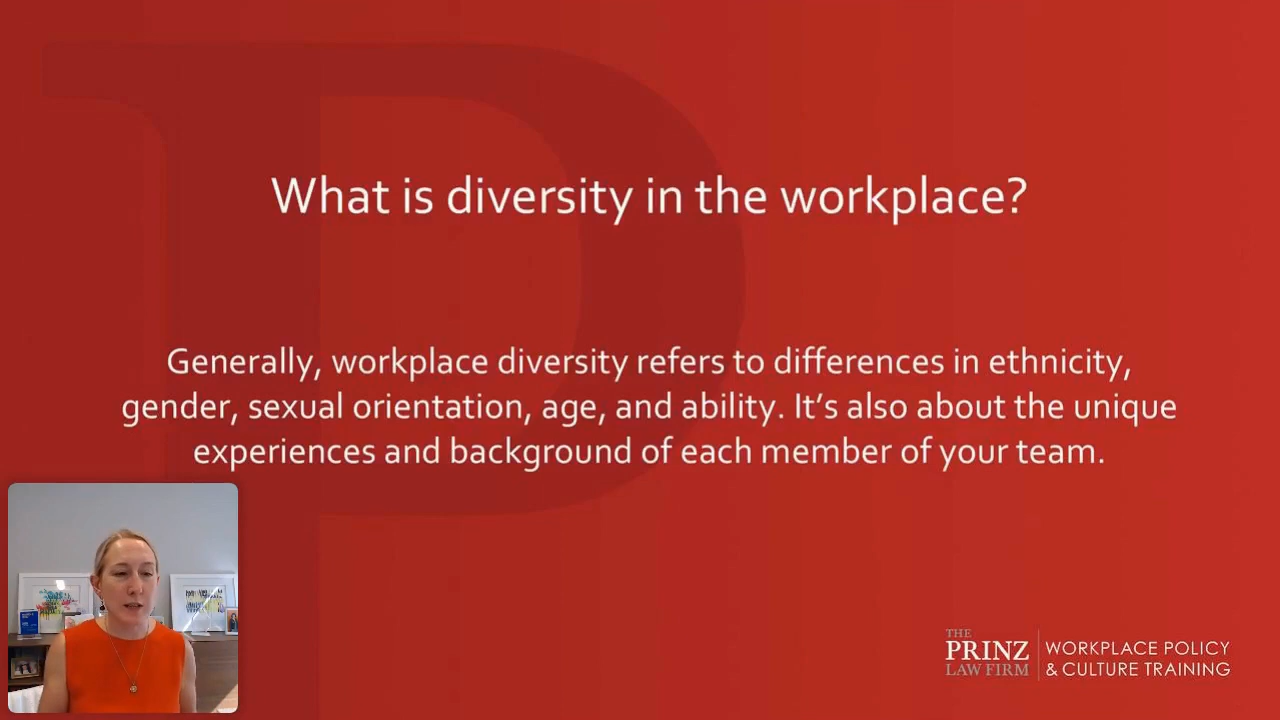 What is diversity in the workplace?
Generally, workplace diversity refers to differences in ethnicity,
gender, sexual orientation, age, and ability. It’s also about the unique
experiences and background of each member of your team.
THE
PRINZ
LAW FIRM
WORKPLACE POLICY
& CULTURE TRAINING